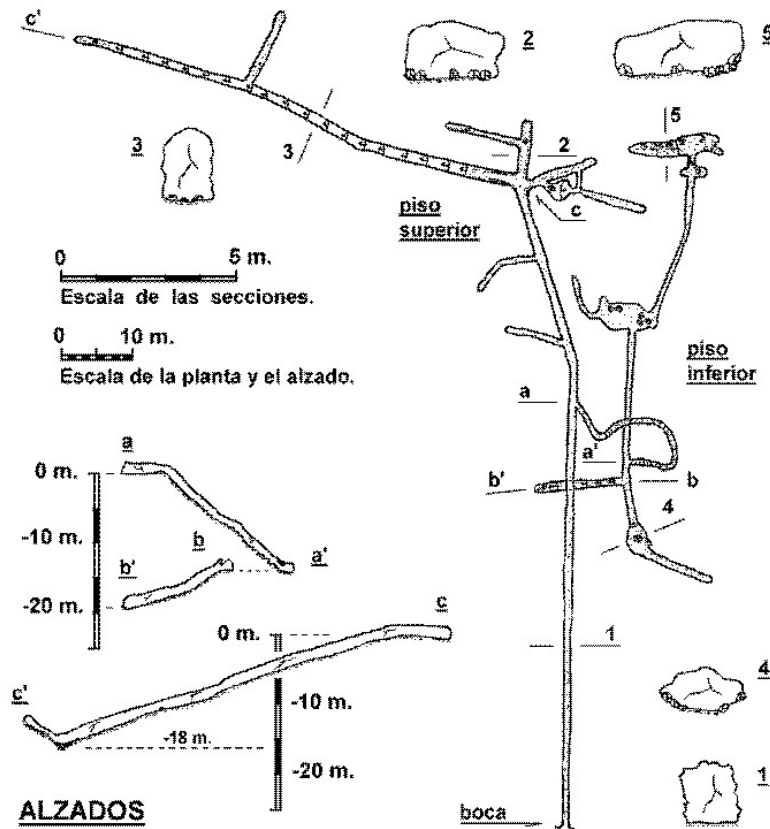 c'
2
5
5
3
3
2
piso
superior
c
0 5 m.
Escala de las secciones.
0 10 m.
Escala de la planta y el alzado.
piso
inferior
a
a'
b'
b
4
a
0 m.
-10 m.
-20 m.
b
b'
a'
c
0 m.
1
c'
-18 m.
-10 m.
-20 m.
4
1
ALZADOS
boca